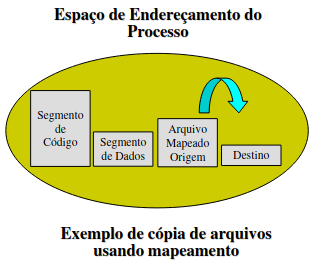 Espaço de Endereçamento do
Processo
Segmento
de
Código
Segmento
de Dados
Arquivo
Mapeado
Origem
Destino
Exemplo de cópia de arquivos
usando mapeamento